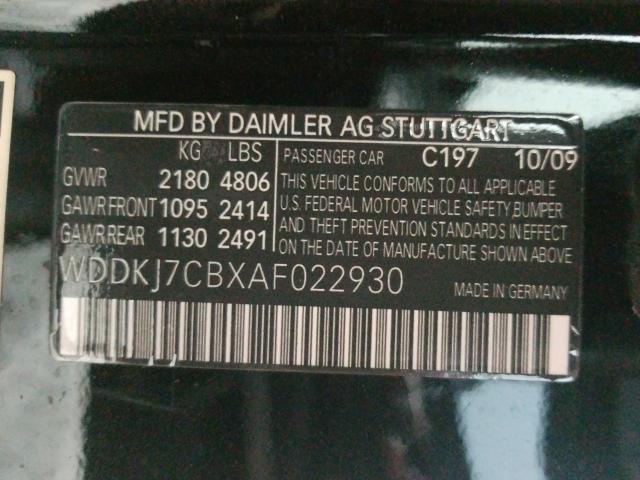 MFD BY DAIMLER AG STUTTGART
KG LBS
GVWR 2180 4806
GAWR FRONT 1095 2414
GAWR REAR 1130 2491
PASSENGER CAR C197 10/09
THIS VEHICLE CONFORMS TO ALL APPLICABLE
U.S. FEDERAL MOTOR VEHICLE SAFETY, BUMPER
AND THEFT PREVENTION STANDARDS IN EFFECT
ON THE DATE OF MANUFACTURE SHOWN ABOVE.
WDDKJ7CBXAF022930
MADE IN GERMANY